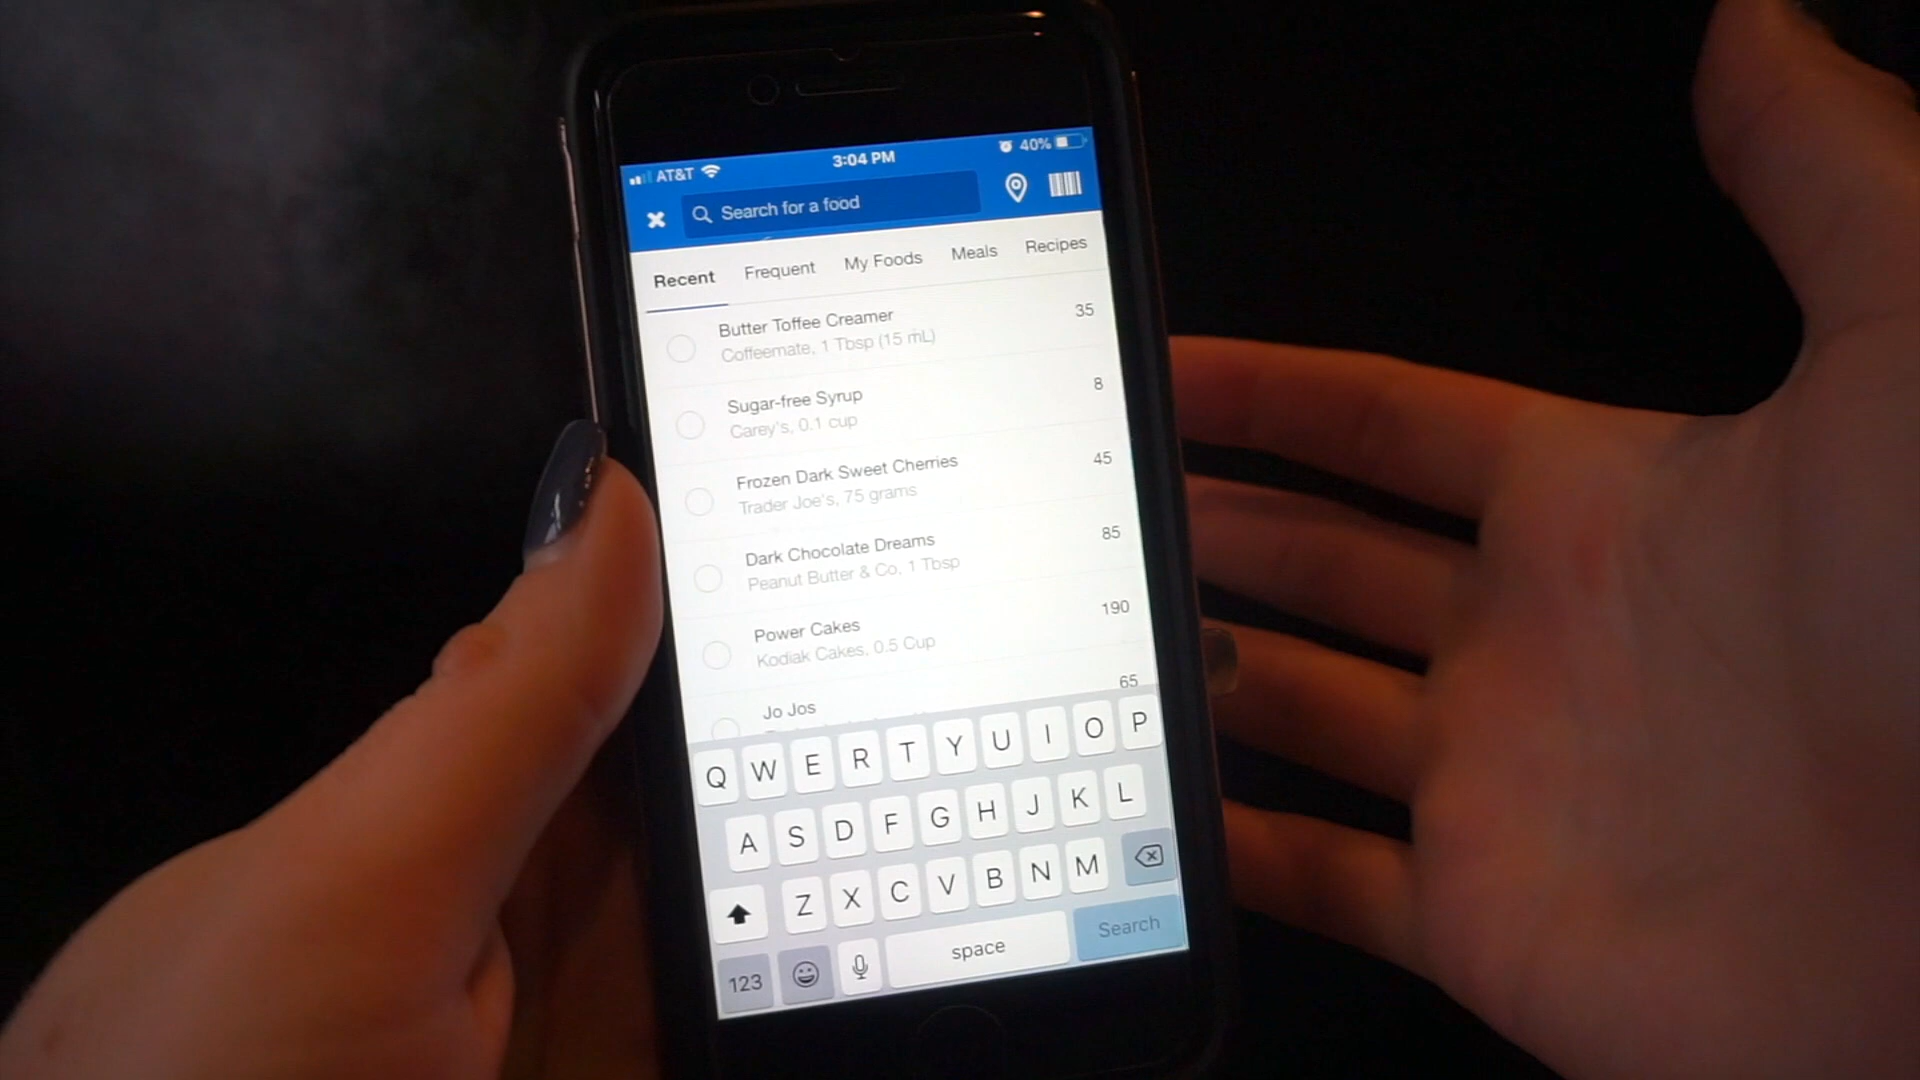 AT&T 3:04 PM 40%
Search for a food
Recent Frequent My Foods Meals Recipes
Butter Toffee Creamer 35
Coffeemate, 1 Tbsp (15 mL)
Sugar-free Syrup 8
Carey's, 0.1 cup
Frozen Dark Sweet Cherries 45
Trader Joe's, 75 grams
Dark Chocolate Dreams 85
Peanut Butter & Co, 1 Tbsp
Power Cakes 190
Kodiak Cakes, 0.5 Cup
Jo Jos 65
Q W E R T Y U I O P
A S D F G H J K L
Z X C V B N M
123 space Search